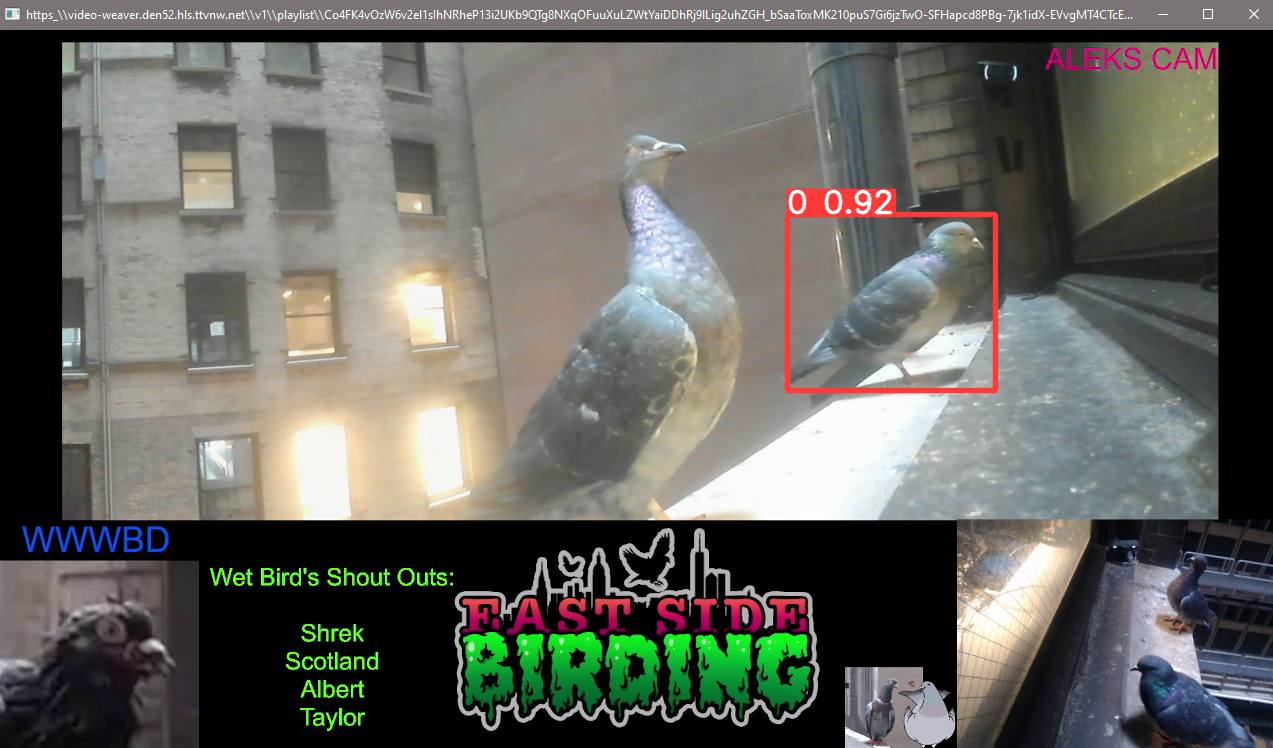 https_\\video-weaver.den52.hls.ttvnw.net\\v1\\playlist\\Co4FK4vOzW6v2el1slhNRheP13i2UKb9QTg8NXqOFuuXuLZWtYaiDDhRj9ILig2uhZGH_bSaaToxMK210puS7Gi6jzTwO-SFHapcd8PBg-7jk1idX-EVvgMT4CTcE...
ALEKS CAM
0 0.92
WWWBD
Wet Bird's Shout Outs:
Shrek
Scotland
Albert
Taylor
EAST SIDE
BIRDING